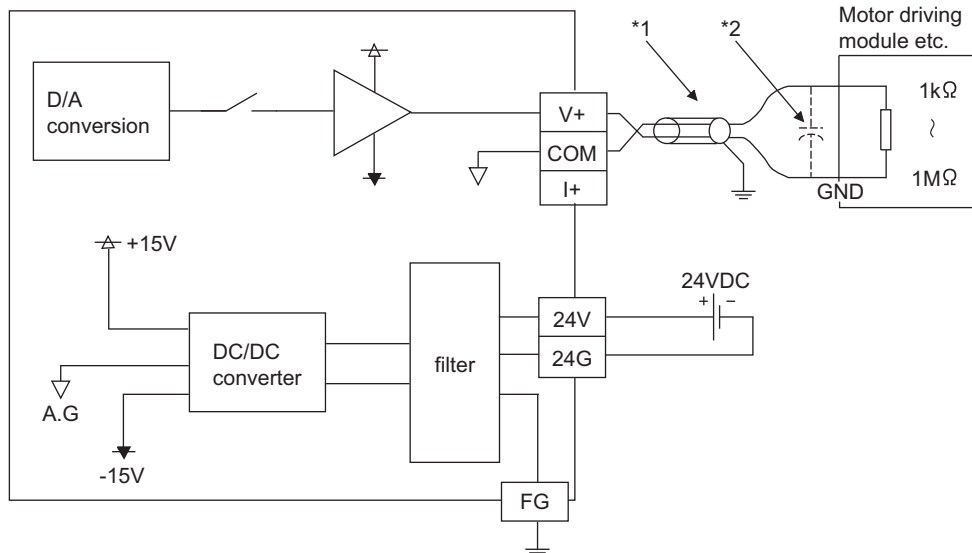 Motor driving
module etc.
*1
*2
D/A
conversion
V+
COM
I+
1kΩ
~
1MΩ
GND
+15V
24VDC
+ −
DC/DC
converter
filter
24V
24G
A.G
-15V
FG